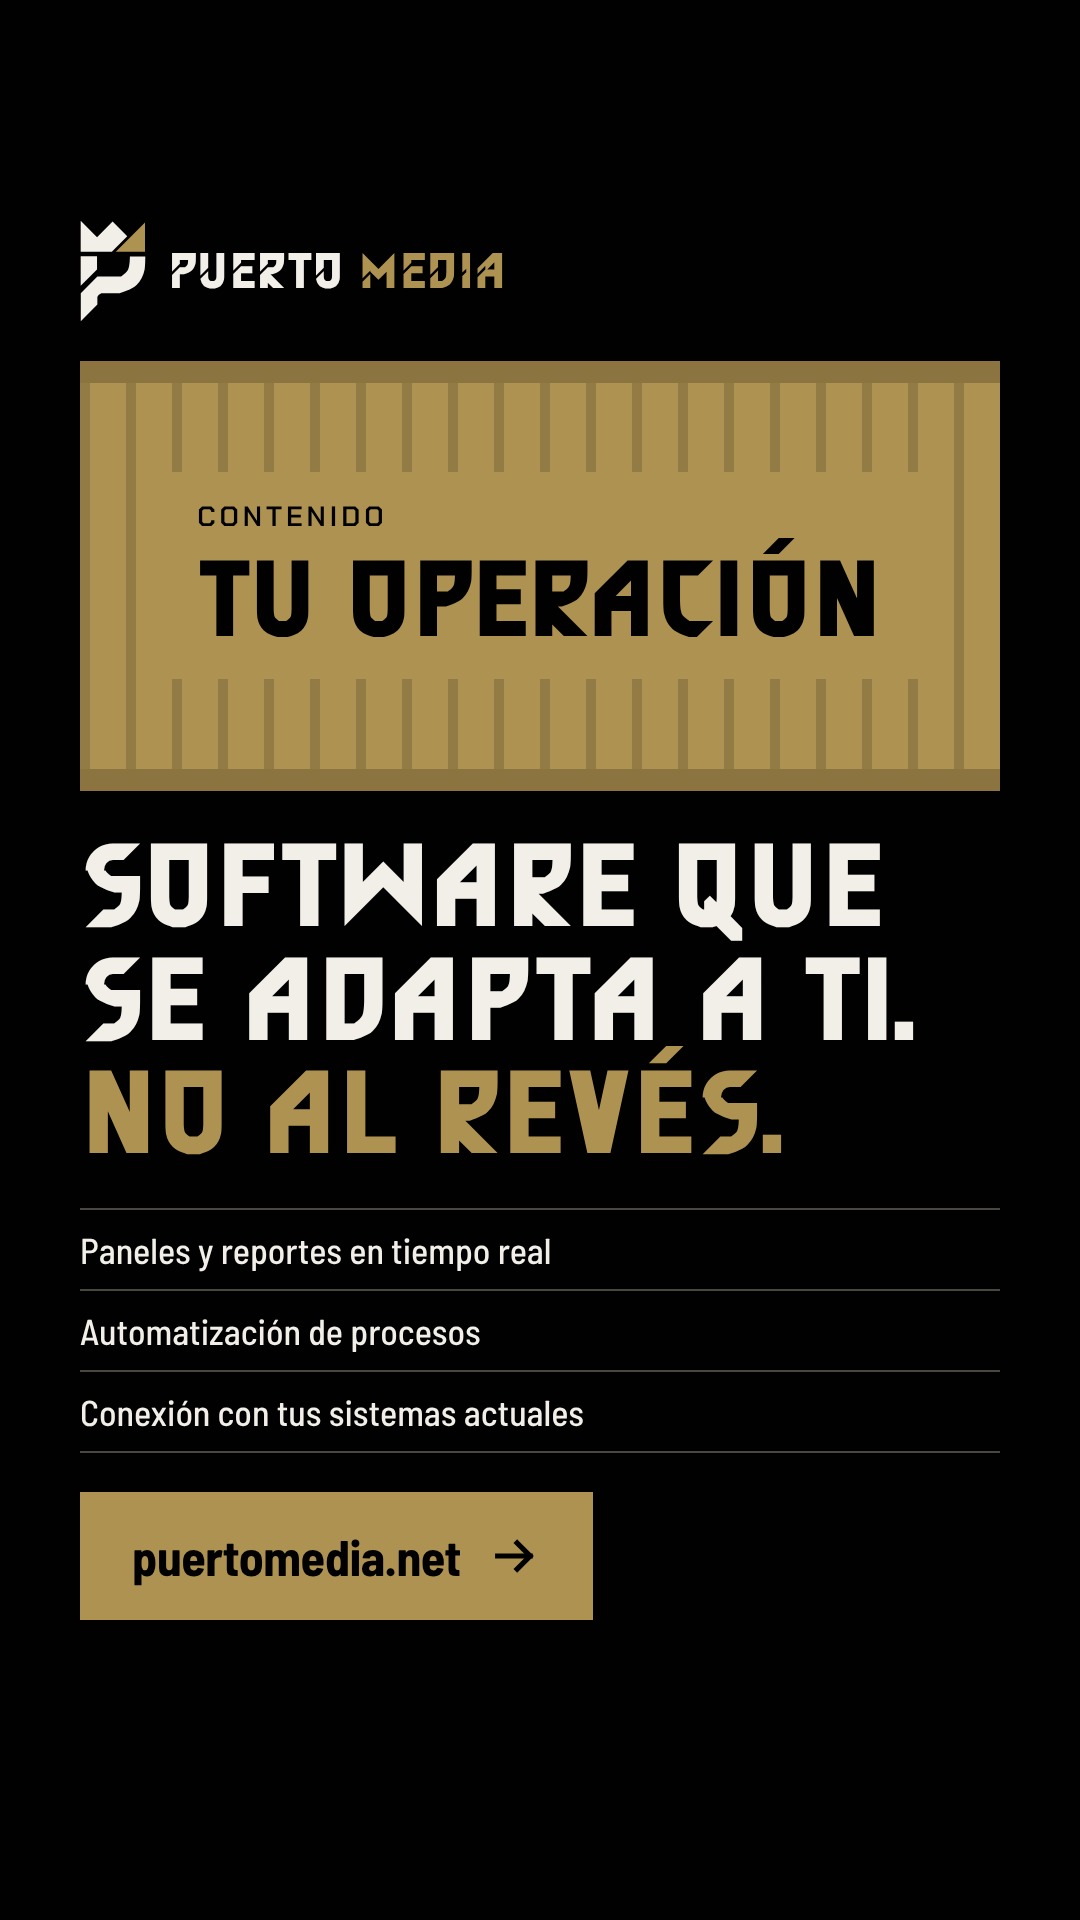 PUERTO MEDIA
CONTENIDO
TU OPERACIÓN
SOFTWARE QUE
SE ADAPTA A TI.
NO AL REVÉS.
Paneles y reportes en tiempo real
Automatización de procesos
Conexión con tus sistemas actuales
puertomedia.net →